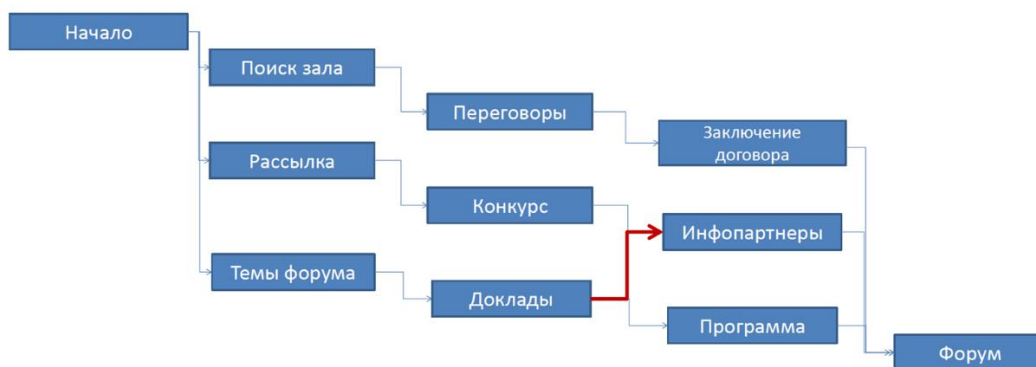 Начало
Поиск зала
Переговоры
Заключение
договора
Рассылка
Конкурс
Инфопартнеры
Темы форума
Доклады
Программа
Форум